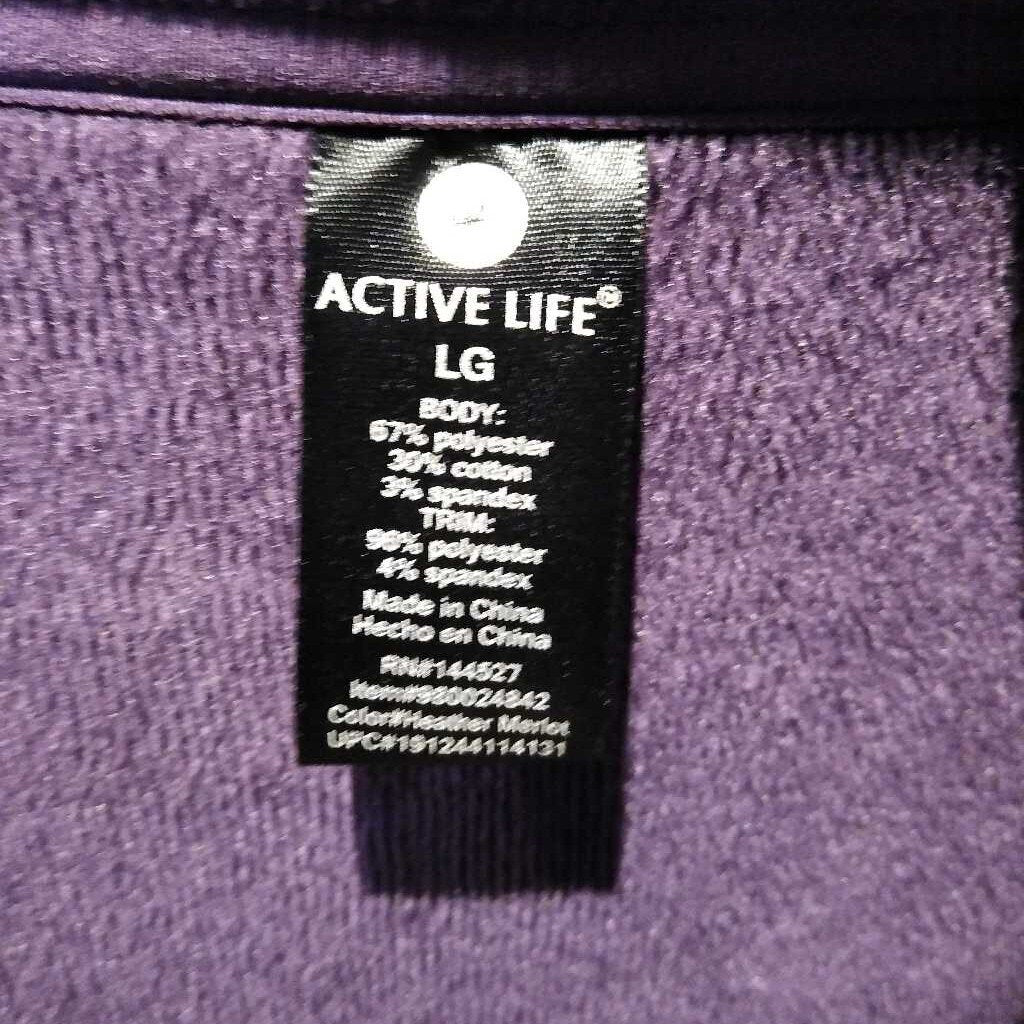 ACTIVE LIFE®
LG
BODY:
67% polyester
30% cotton
3% spandex
TRIM:
96% polyester
4% spandex
Made in China
Hecho en China
RN#144527
Item#980024842
Color#Heather Merlot
UPC#191244114131